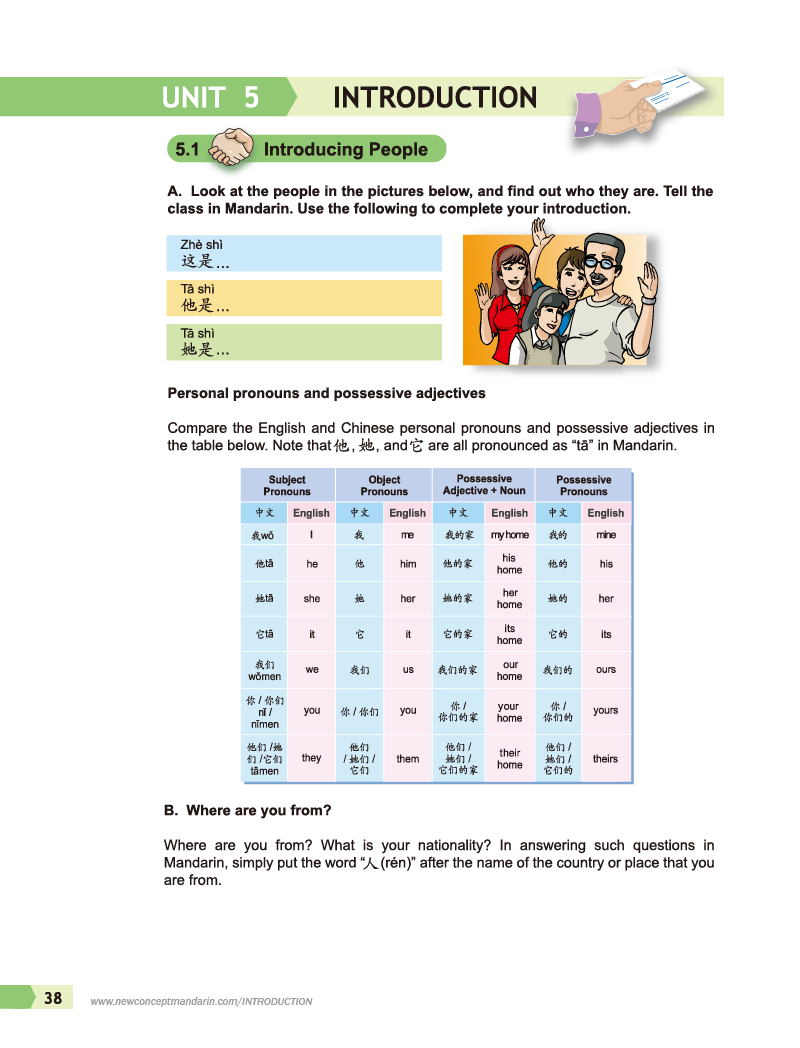 UNIT 5 INTRODUCTION
5.1 Introducing People
A. Look at the people in the pictures below, and find out who they are. Tell the
class in Mandarin. Use the following to complete your introduction.
Zhè shì
这是...
Tā shì
他是...
Tā shì
她是...
Personal pronouns and possessive adjectives
Compare the English and Chinese personal pronouns and possessive adjectives in
the table below. Note that 他, 她, and 它 are all pronounced as “tā” in Mandarin.
Subject Pronouns Object Pronouns Possessive Adjective + Noun Possessive Pronouns
中文 English 中文 English 中文 English 中文 English
我wǒ I 我 me 我的家 my home 我的 mine
他tā he 他 him 他的家 his home 他的 his
她tā she 她 her 她的家 her home 她的 her
它tā it 它 it 它的家 its home 它的 its
我们 wǒmen we 我们 us 我们的家 our home 我们的 ours
你 / 你们 nǐ / nǐmen you 你 / 你们 you 你 / 你们的家 your home 你 / 你们的 yours
他们 /她们 /它们 tāmen they 他们 / 她们 / 它们 them 他们 / 她们 / 它们的家 their home 他们 / 她们 / 它们的 theirs
B. Where are you from?
Where are you from? What is your nationality? In answering such questions in
Mandarin, simply put the word “人(rén)” after the name of the country or place that you
are from.
38 www.newconceptmandarin.com/INTRODUCTION